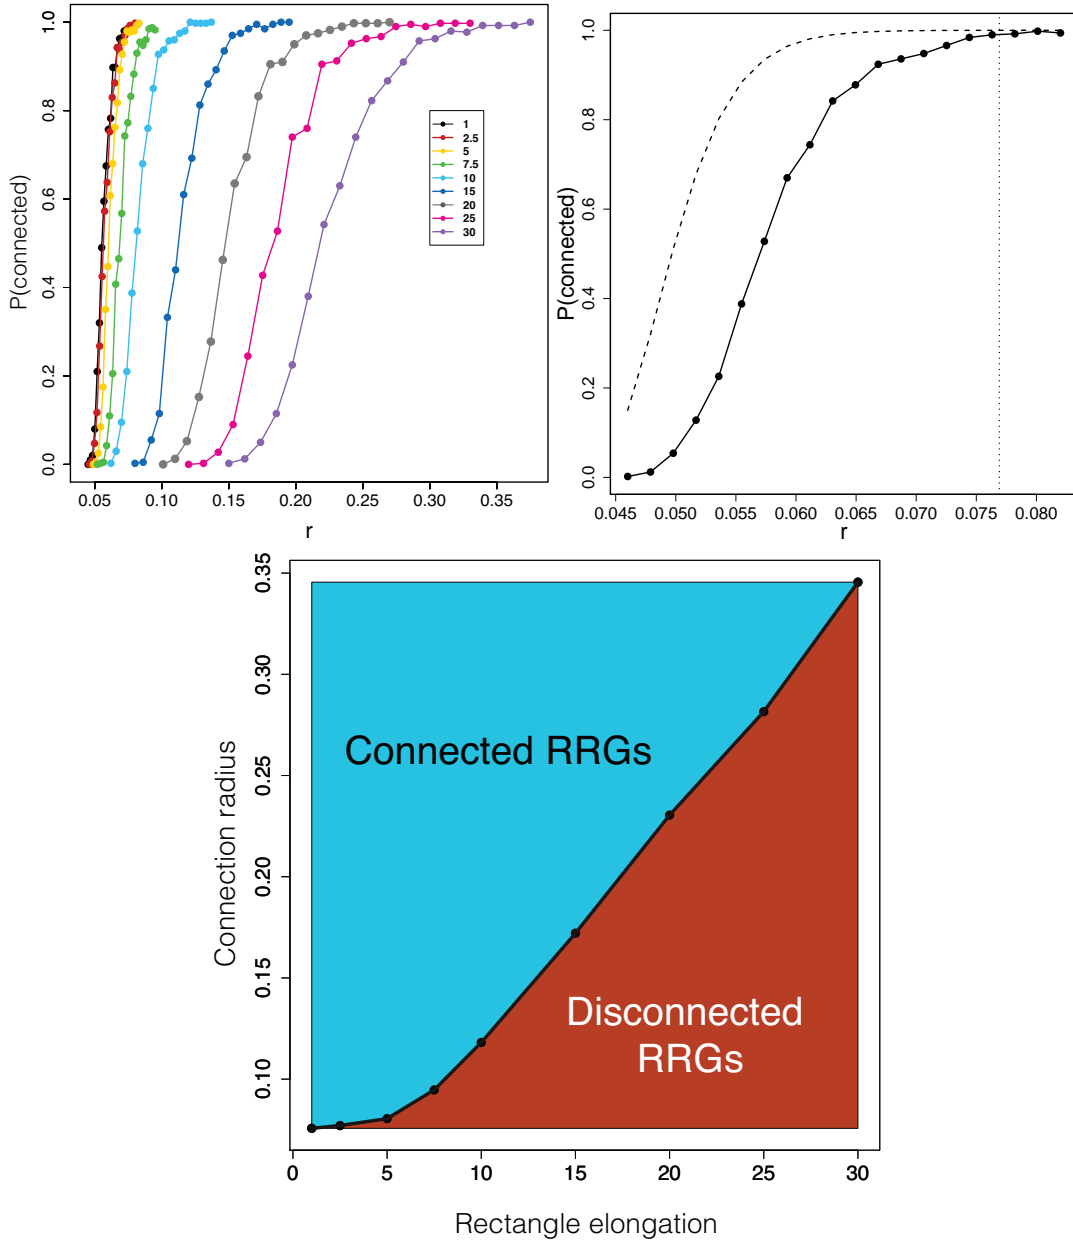 P(connected)
0.0
0.2
0.4
0.6
0.8
1.0
1
2.5
5
7.5
10
15
20
25
30
0.05 0.10 0.15 0.20 0.25 0.30 0.35
r
P(connected)
0.0
0.2
0.4
0.6
0.8
1.0
0.045 0.050 0.055 0.060 0.065 0.070 0.075 0.080
r
Connection radius
0.10
0.15
0.20
0.25
0.30
0.35
Connected RRGs
Disconnected
RRGs
0 5 10 15 20 25 30
Rectangle elongation